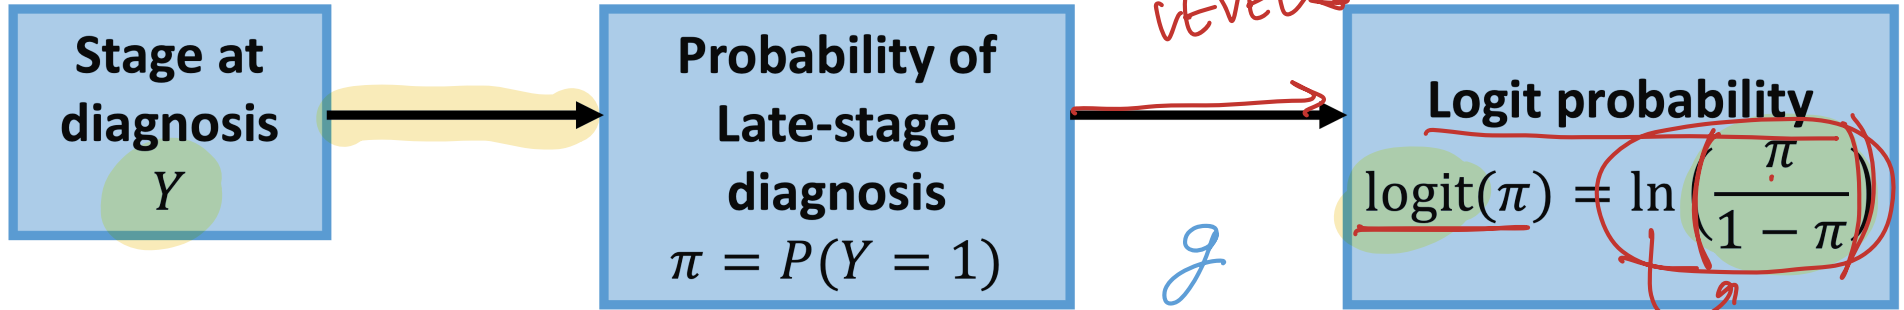 Stage at
diagnosis
Y
Probability of
Late-stage
diagnosis
π = P(Y = 1)
g
Logit probability
logit(π) = ln(π / (1 − π))